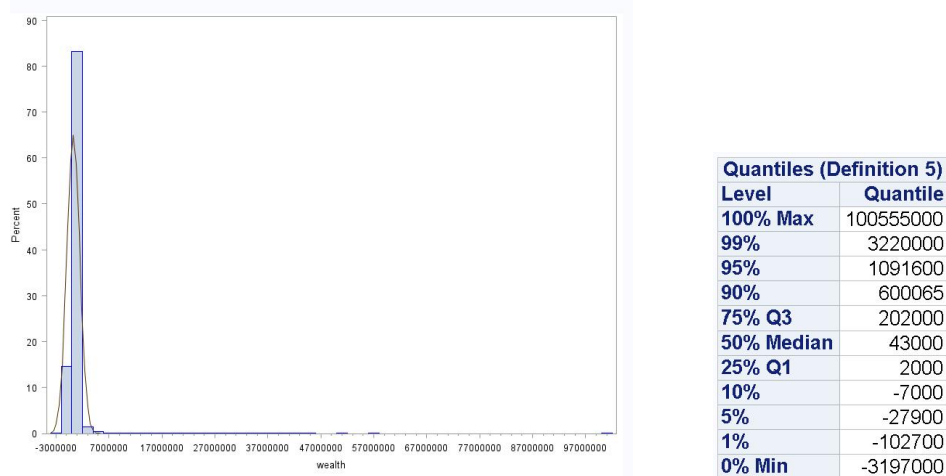 90
80
70
60
50
40
30
20
10
0
Percent
-3000000 7000000 17000000 27000000 37000000 47000000 57000000 67000000 77000000 87000000 97000000
wealth
Quantiles (Definition 5)
Level Quantile
100% Max 100555000
99% 3220000
95% 1091600
90% 600065
75% Q3 202000
50% Median 43000
25% Q1 2000
10% -7000
5% -27900
1% -102700
0% Min -3197000